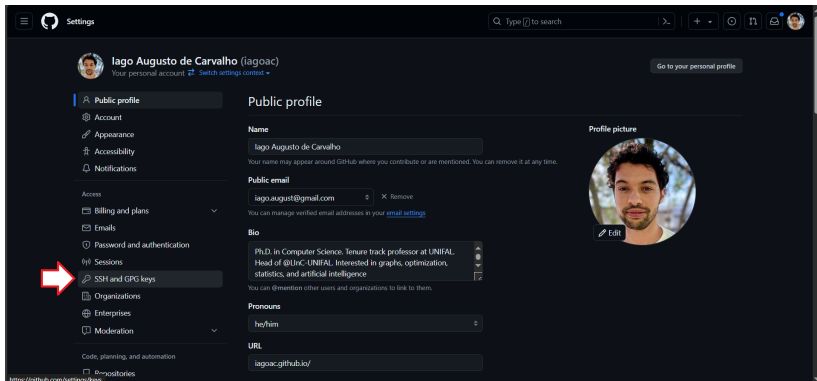 Settings
Type / to search
Iago Augusto de Carvalho (iagoac)
Your personal account Switch settings context
Go to your personal profile
Public profile
Account
Appearance
Accessibility
Notifications
Access
Billing and plans
Emails
Password and authentication
Sessions
SSH and GPG keys
Organizations
Enterprises
Moderation
Code, planning, and automation
Repositories
https://github.com/settings/keys
Public profile
Name
Iago Augusto de Carvalho
Your name may appear around GitHub where you contribute or are mentioned. You can remove it at any time.
Public email
iago.august@gmail.com
Remove
You can manage verified email addresses in your email settings.
Bio
Ph.D. in Computer Science. Tenure track professor at UNIFAL.
Head of @LInC-UNIFAL. Interested in graphs, optimization,
statistics, and artificial intelligence
You can @mention other users and organizations to link to them.
Pronouns
he/him
URL
iagoac.github.io/
Profile picture
Edit